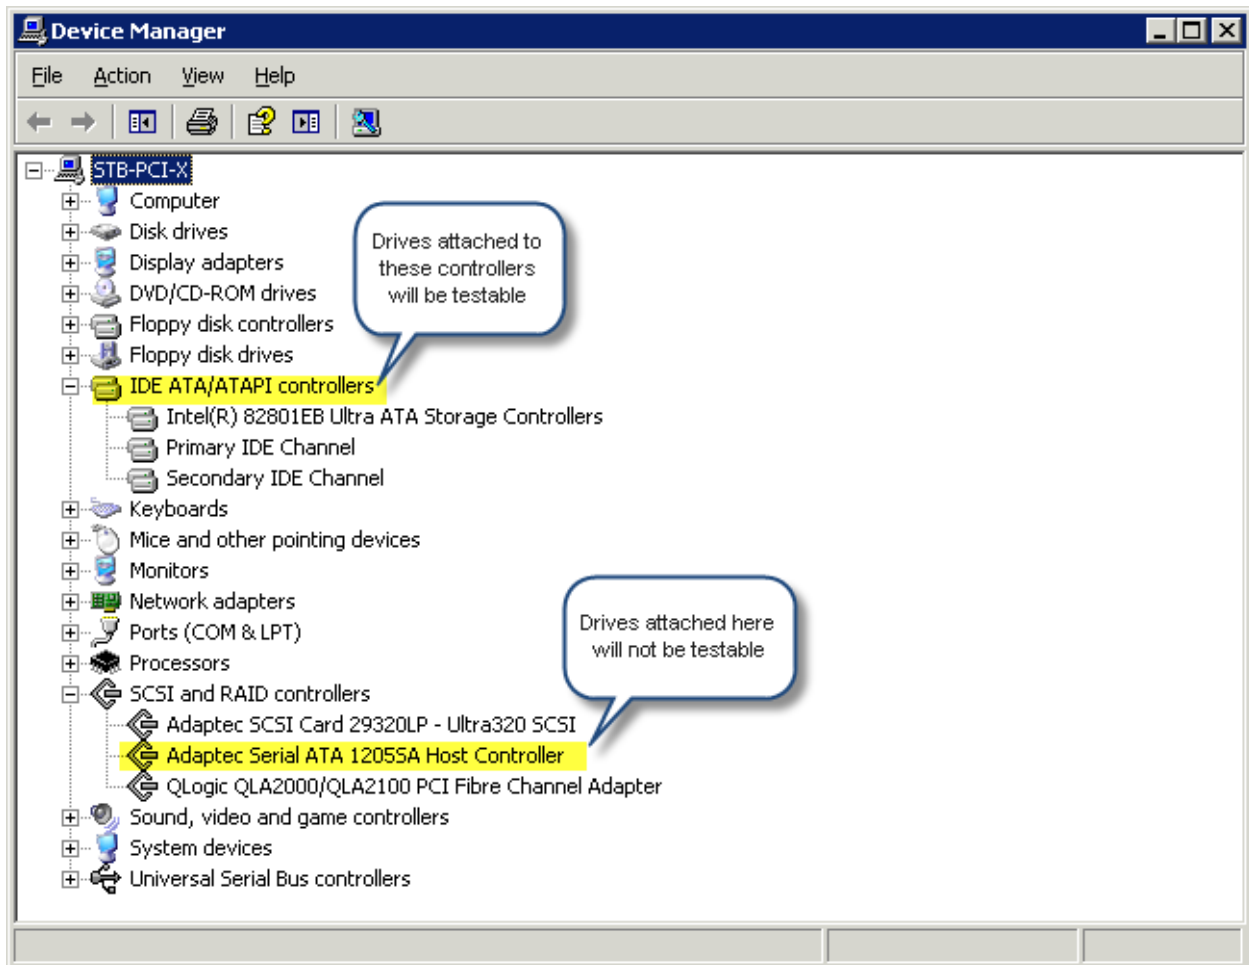 Device Manager
File Action View Help
STB-PCI-X
Computer
Disk drives
Display adapters
DVD/CD-ROM drives
Floppy disk controllers
Floppy disk drives
IDE ATA/ATAPI controllers
Intel(R) 82801EB Ultra ATA Storage Controllers
Primary IDE Channel
Secondary IDE Channel
Keyboards
Mice and other pointing devices
Monitors
Network adapters
Ports (COM & LPT)
Processors
SCSI and RAID controllers
Adaptec SCSI Card 29320LP - Ultra320 SCSI
Adaptec Serial ATA 1205SA Host Controller
QLogic QLA2000/QLA2100 PCI Fibre Channel Adapter
Sound, video and game controllers
System devices
Universal Serial Bus controllers
Drives attached to
these controllers
will be testable
Drives attached here
will not be testable